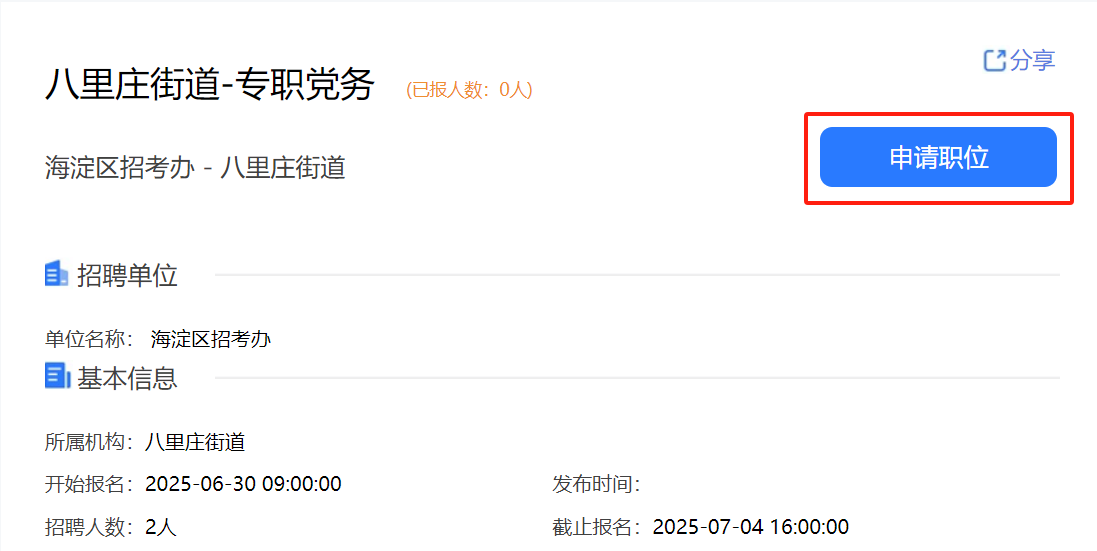 分享
八里庄街道-专职党务 (已报人数：0人)
申请职位
海淀区招考办 - 八里庄街道
招聘单位
单位名称： 海淀区招考办
基本信息
所属机构： 八里庄街道
开始报名： 2025-06-30 09:00:00 发布时间：
招聘人数： 2人 截止报名： 2025-07-04 16:00:00